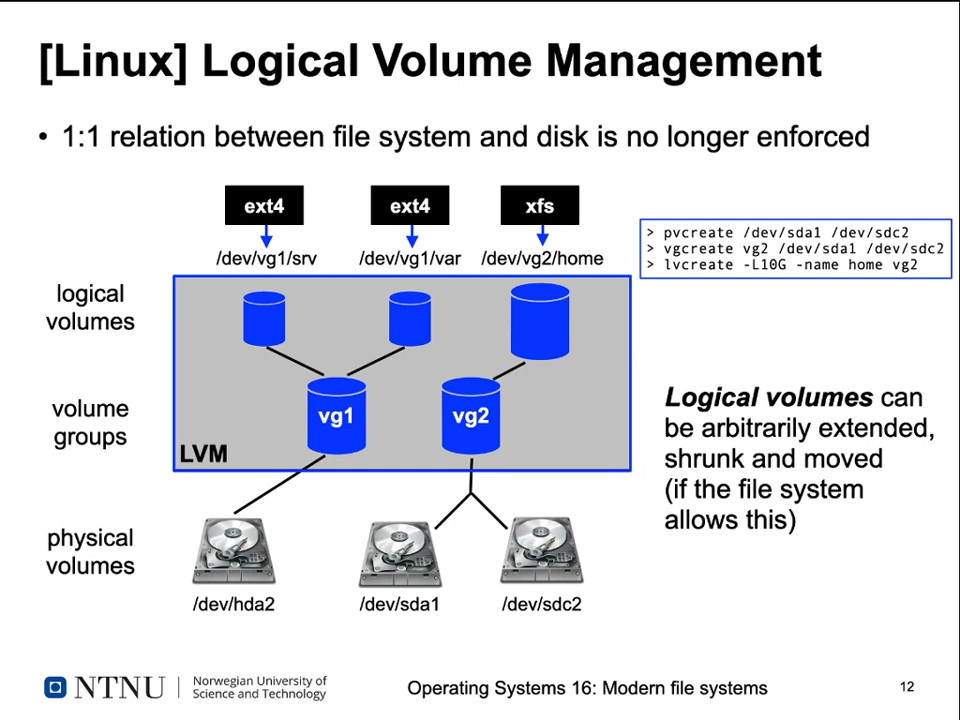 [Linux] Logical Volume Management
• 1:1 relation between file system and disk is no longer enforced
ext4
ext4
xfs
/dev/vg1/srv
/dev/vg1/var
/dev/vg2/home
> pvcreate /dev/sda1 /dev/sdc2
> vgcreate vg2 /dev/sda1 /dev/sdc2
> lvcreate -L10G -name home vg2
logical
volumes
volume
groups
vg1
vg2
LVM
Logical volumes can
be arbitrarily extended,
shrunk and moved
(if the file system
allows this)
physical
volumes
/dev/hda2
/dev/sda1
/dev/sdc2
NTNU
Norwegian University of
Science and Technology
Operating Systems 16: Modern file systems
12